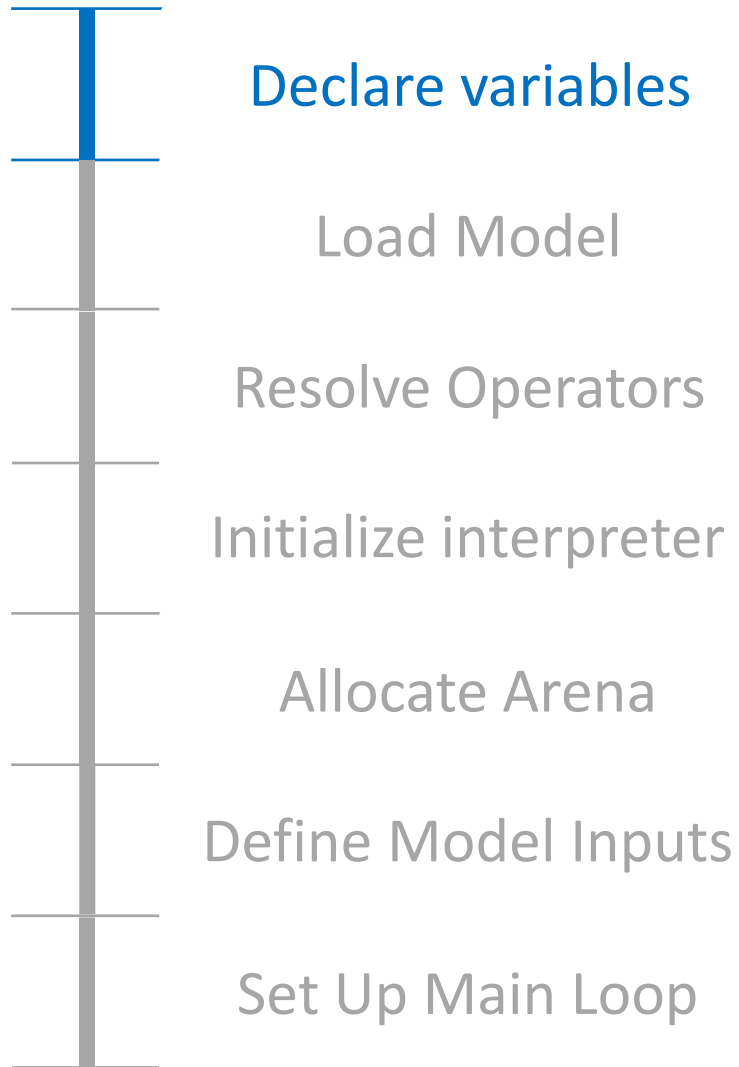 Declare variables
Load Model
Resolve Operators
Initialize interpreter
Allocate Arena
Define Model Inputs
Set Up Main Loop